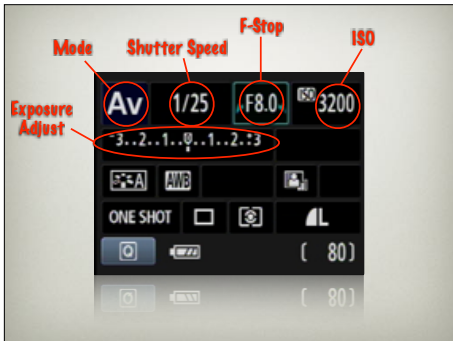 F-Stop
Mode Shutter Speed ISO
Av 1/25 F8.0 ISO 3200
Exposure
Adjust
-3..2..1..0..1..2.:3
A AWB
ONE SHOT L
Q ( 80)
Q ( 80)